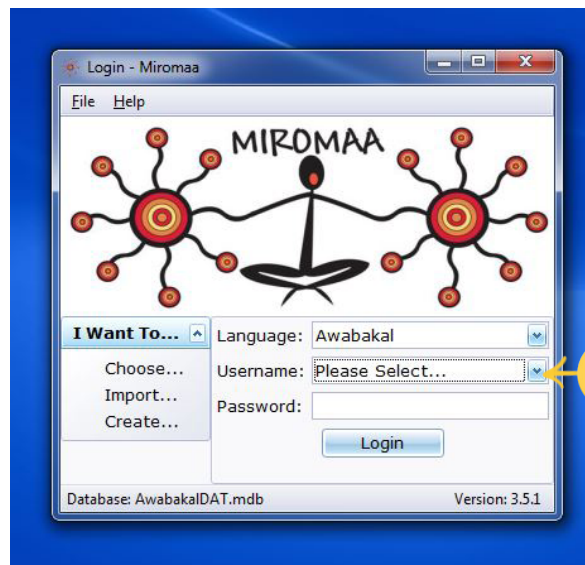 Login - Miromaa
File Help
MIROMAA
I Want To...
Choose...
Import...
Create...
Language: Awabakal
Username: Please Select...
Password:
Login
Database: AwabakalDAT.mdb Version: 3.5.1